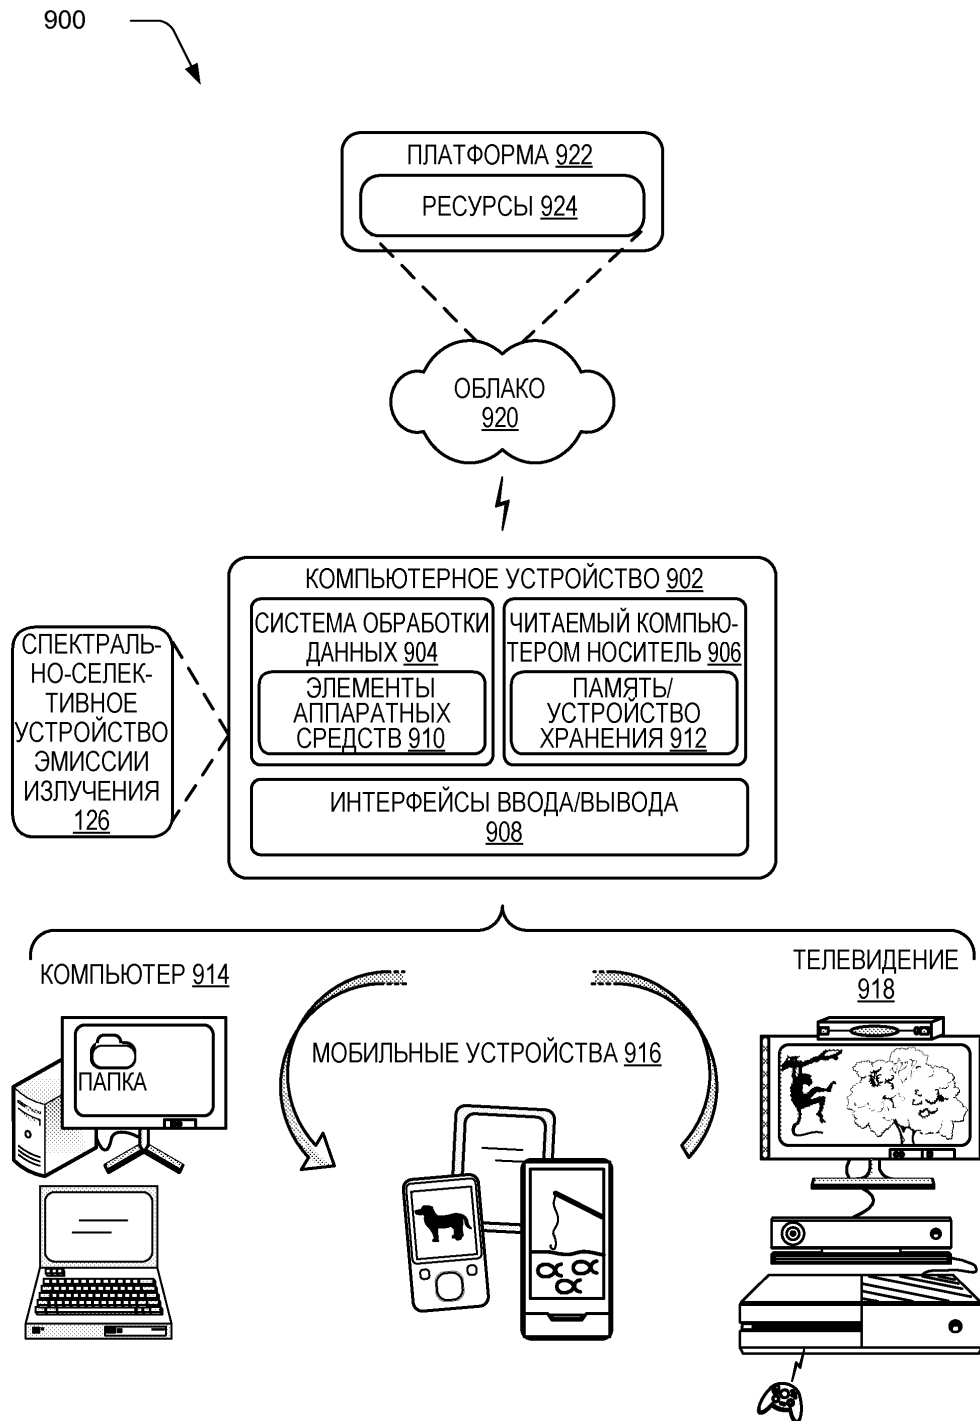 900
ПЛАТФОРМА 922
РЕСУРСЫ 924
ОБЛАКО
920
КОМПЬЮТЕРНОЕ УСТРОЙСТВО 902
СИСТЕМА ОБРАБОТКИ
ДАННЫХ 904
ЭЛЕМЕНТЫ
АППАРАТНЫХ
СРЕДСТВ 910
ЧИТАЕМЫЙ КОМПЬЮ-
ТЕРОМ НОСИТЕЛЬ 906
ПАМЯТЬ/
УСТРОЙСТВО
ХРАНЕНИЯ 912
ИНТЕРФЕЙСЫ ВВОДА/ВЫВОДА
908
СПЕКТРАЛЬ-
НО-СЕЛЕК-
ТИВНОЕ
УСТРОЙСТВО
ЭМИССИИ
ИЗЛУЧЕНИЯ
126
КОМПЬЮТЕР 914
ПАПКА
МОБИЛЬНЫЕ УСТРОЙСТВА 916
ТЕЛЕВИДЕНИЕ
918